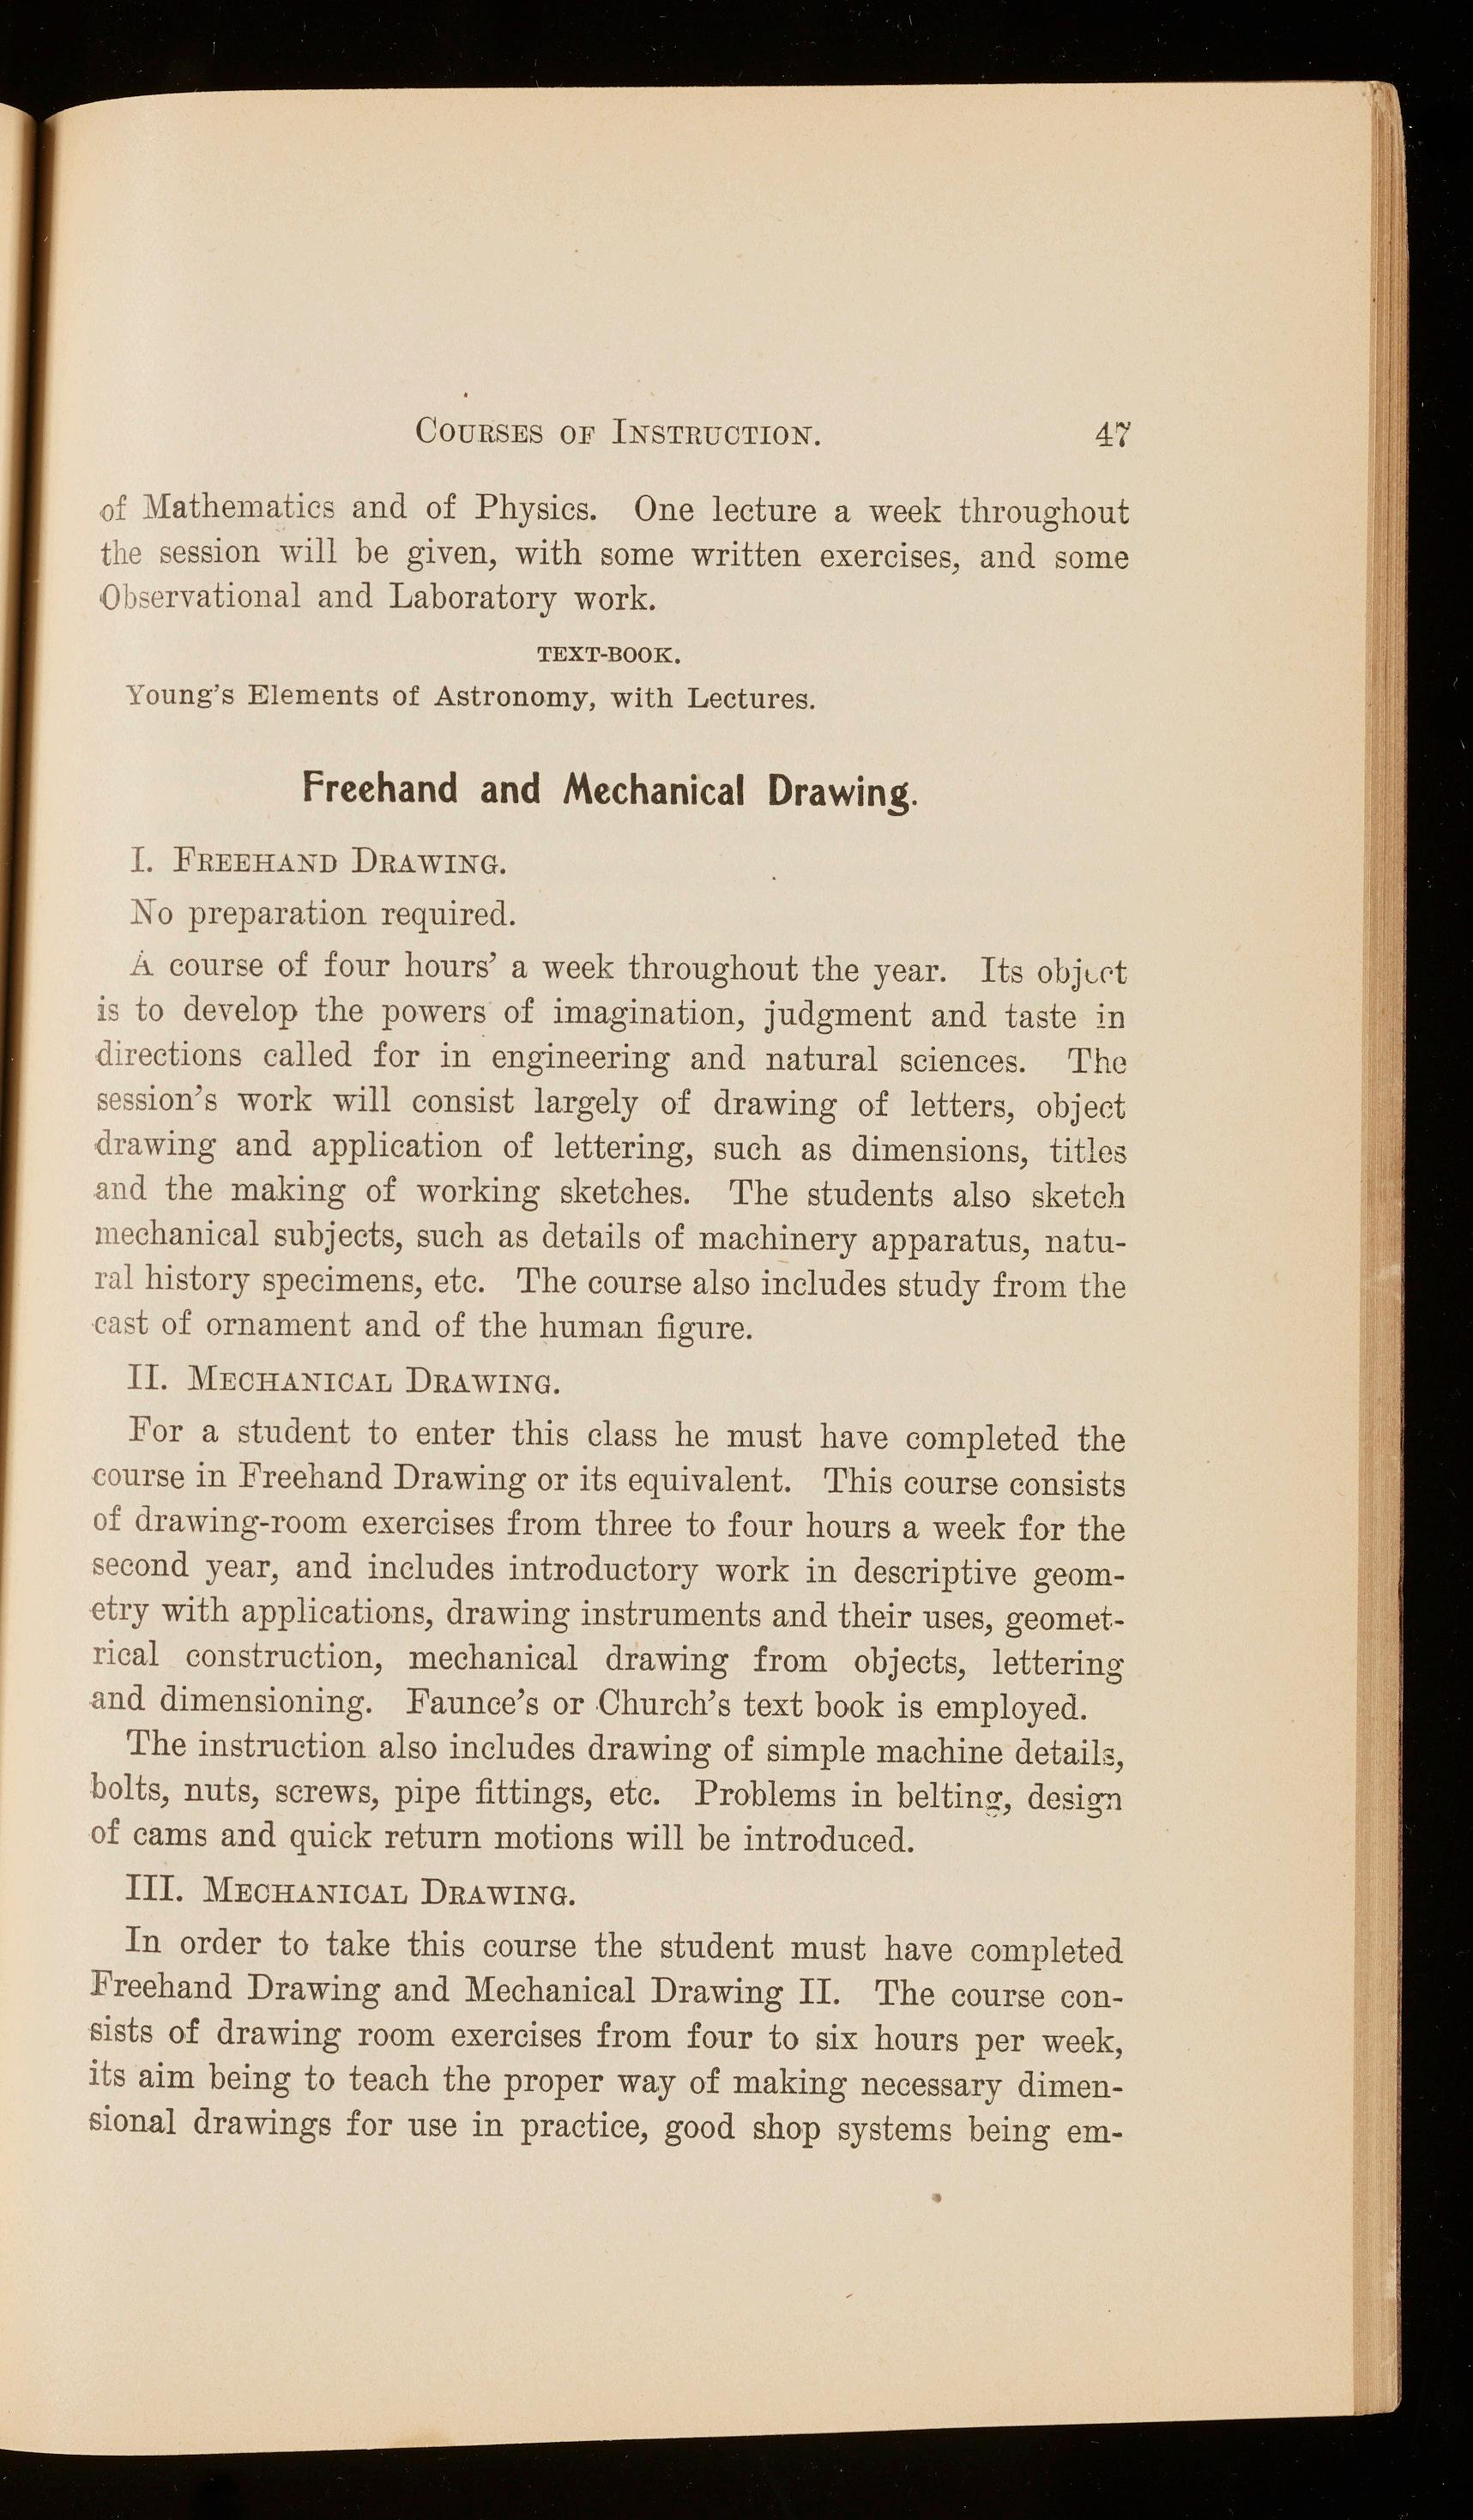 COURSES OF INSTRUCTION. 47
of Mathematics and of Physics. One lecture a week throughout
the session will be given, with some written exercises, and some
Observational and Laboratory work.
TEXT-BOOK.
Young's Elements of Astronomy, with Lectures.
Freehand and Mechanical Drawing.
I. FREEHAND DRAWING.
No preparation required.
A course of four hours' a week throughout the year. Its object
is to develop the powers of imagination, judgment and taste in
directions called for in engineering and natural sciences. The
session's work will consist largely of drawing of letters, object
drawing and application of lettering, such as dimensions, titles
and the making of working sketches. The students also sketch
mechanical subjects, such as details of machinery apparatus, natu-
ral history specimens, etc. The course also includes study from the
cast of ornament and of the human figure.
II. MECHANICAL DRAWING.
For a student to enter this class he must have completed the
course in Freehand Drawing or its equivalent. This course consists
of drawing-room exercises from three to four hours a week for the
second year, and includes introductory work in descriptive geom-
etry with applications, drawing instruments and their uses, geomet-
rical construction, mechanical drawing from objects, lettering
and dimensioning. Faunce's or Church's text book is employed.
The instruction also includes drawing of simple machine details,
bolts, nuts, screws, pipe fittings, etc. Problems in belting, design
of cams and quick return motions will be introduced.
III. MECHANICAL DRAWING.
In order to take this course the student must have completed
Freehand Drawing and Mechanical Drawing II. The course con-
sists of drawing room exercises from four to six hours per week,
its aim being to teach the proper way of making necessary dimen-
sional drawings for use in practice, good shop systems being em-